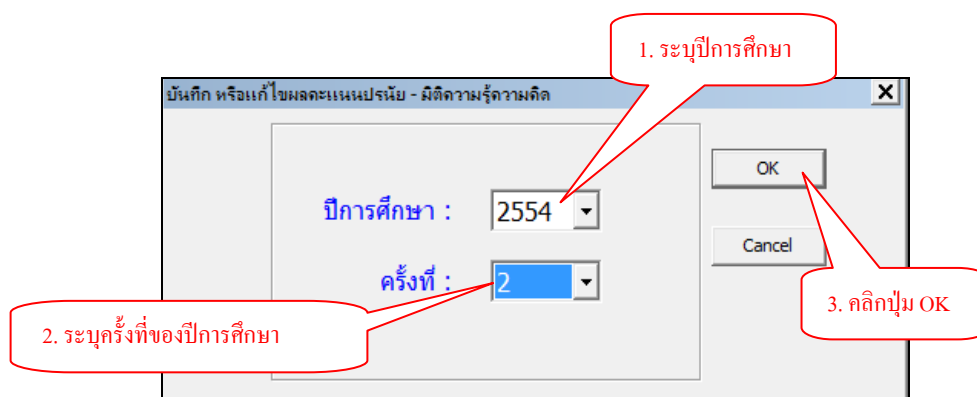 1. ระบุปีการศึกษา
บันทึก หรือแก้ไขผลคะแนนปรนัย - มิติความรู้ความคิด
OK
ปีการศึกษา : 2554
Cancel
ครั้งที่ : 2
3. คลิกปุ่ม OK
2. ระบุครั้งที่ของปีการศึกษา